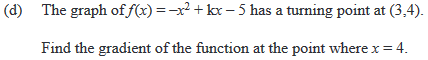 (d) The graph of f(x) = –x² + kx – 5 has a turning point at (3,4).
Find the gradient of the function at the point where x = 4.